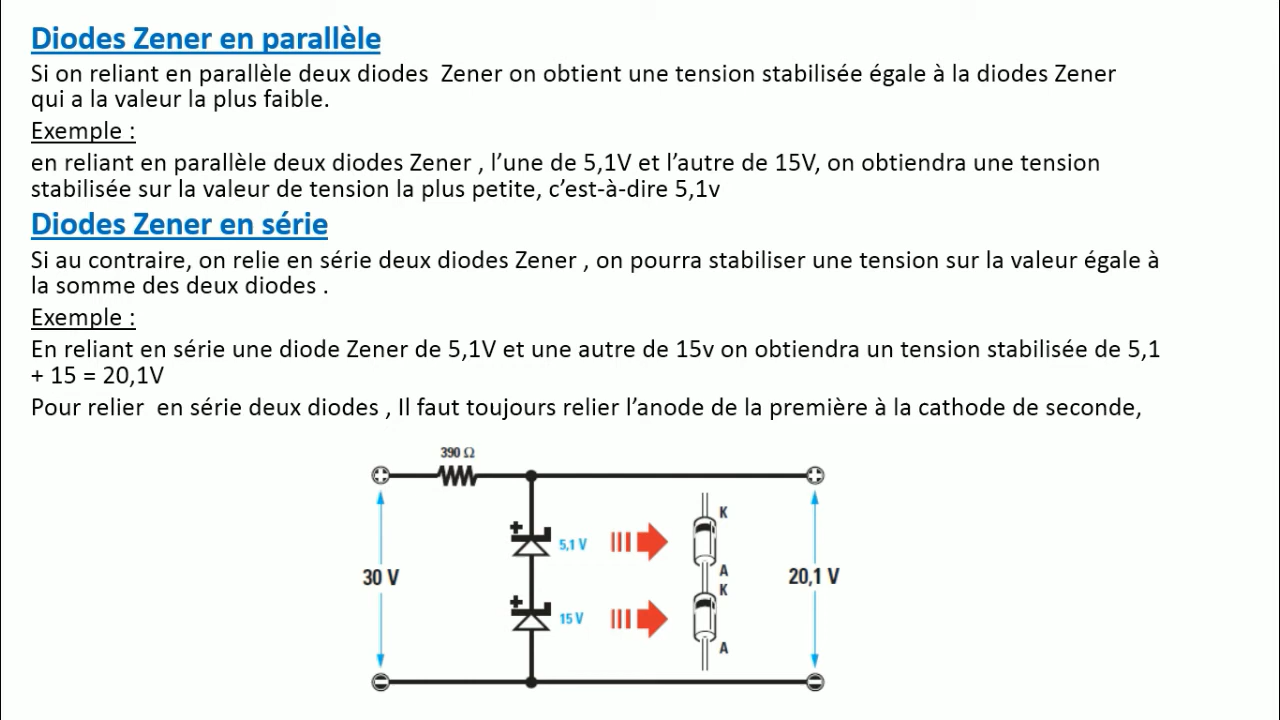 Diodes Zener en parallèle
Si on reliant en parallèle deux diodes  Zener on obtient une tension stabilisée égale à la diodes Zener
qui a la valeur la plus faible.
Exemple :
en reliant en parallèle deux diodes Zener , l’une de 5,1V et l’autre de 15V, on obtiendra une tension
stabilisée sur la valeur de tension la plus petite, c’est-à-dire 5,1v
Diodes Zener en série
Si au contraire, on relie en série deux diodes Zener , on pourra stabiliser une tension sur la valeur égale à
la somme des deux diodes .
Exemple :
En reliant en série une diode Zener de 5,1V et une autre de 15v on obtiendra un tension stabilisée de 5,1
+ 15 = 20,1V
Pour relier  en série deux diodes , Il faut toujours relier l’anode de la première à la cathode de seconde,
390 Ω
K
5,1 V
A
30 V
20,1 V
K
15 V
A